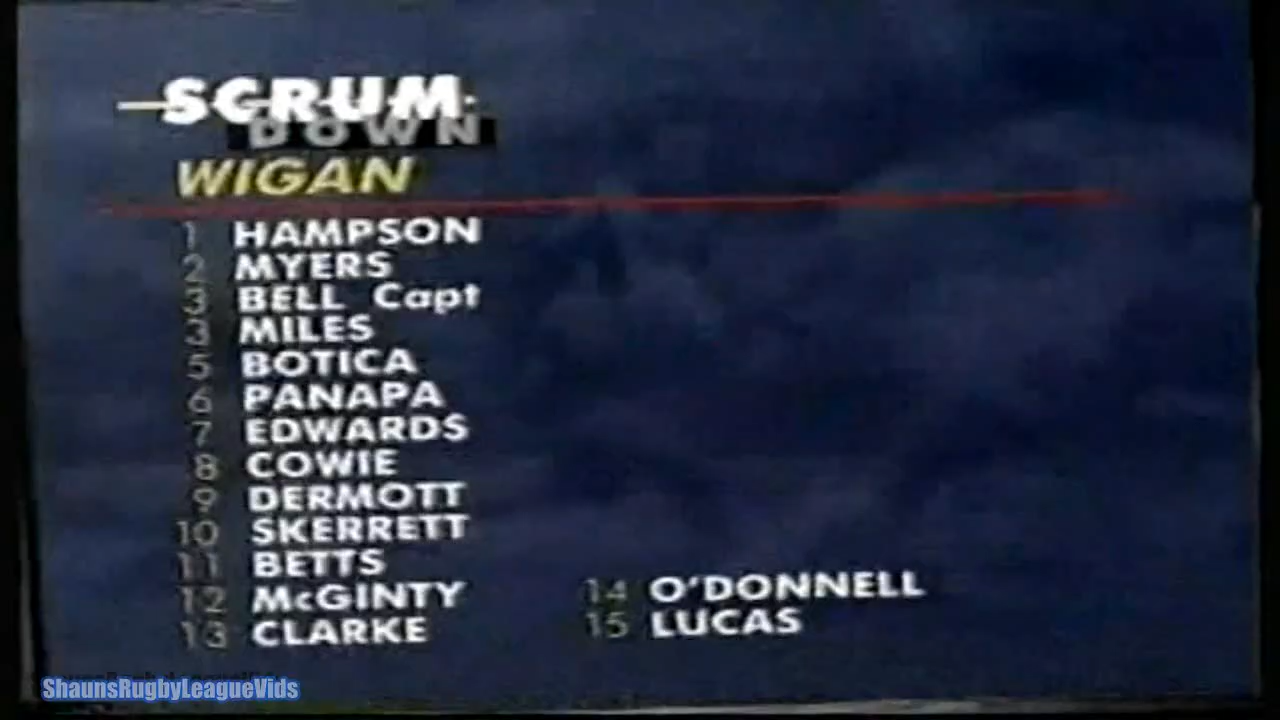 SCRUM
DOWN
WIGAN
1 HAMPSON
2 MYERS
3 BELL Capt
3 MILES
5 BOTICA
6 PANAPA
7 EDWARDS
8 COWIE
9 DERMOTT
10 SKERRETT
11 BETTS
12 McGINTY
13 CLARKE
14 O'DONNELL
15 LUCAS
ShaunsRugbyLeagueVids